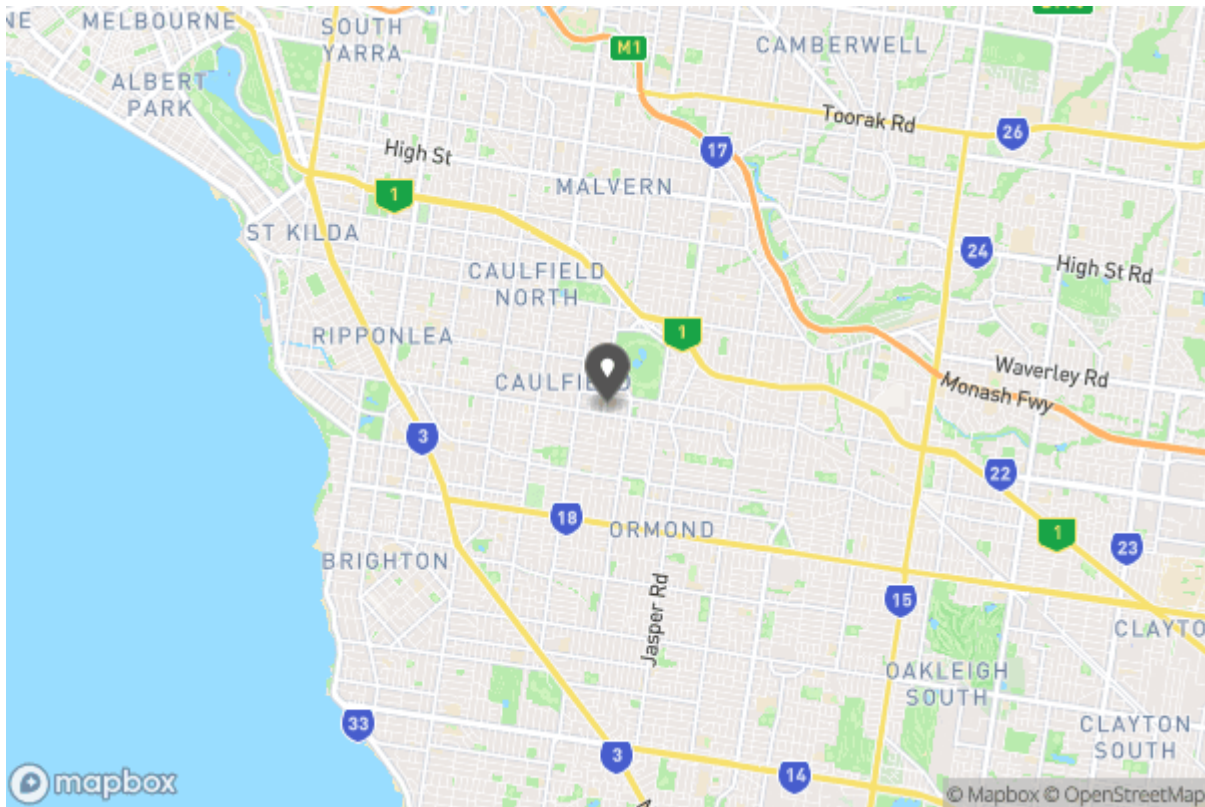 MELBOURNE
SOUTH
YARRA
M1
CAMBERWELL
ALBERT
PARK
Toorak Rd
26
High St
17
1
MALVERN
ST KILDA
24
CAULFIELD
NORTH
High St Rd
RIPPONLEA
1
CAULFIELD
Waverley Rd
Monash Fwy
3
22
18
ORMOND
1
23
BRIGHTON
15
Jasper Rd
CLAYTO
OAKLEIGH
SOUTH
33
CLAYTON
SOUTH
3
14
mapbox
© Mapbox © OpenStreetMap